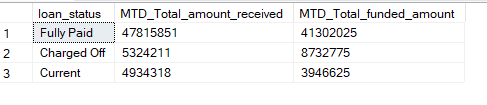 loan_status MTD_Total_amount_received MTD_Total_funded_amount
1 Fully Paid 47815851 41302025
2 Charged Off 5324211 8732775
3 Current 4934318 3946625